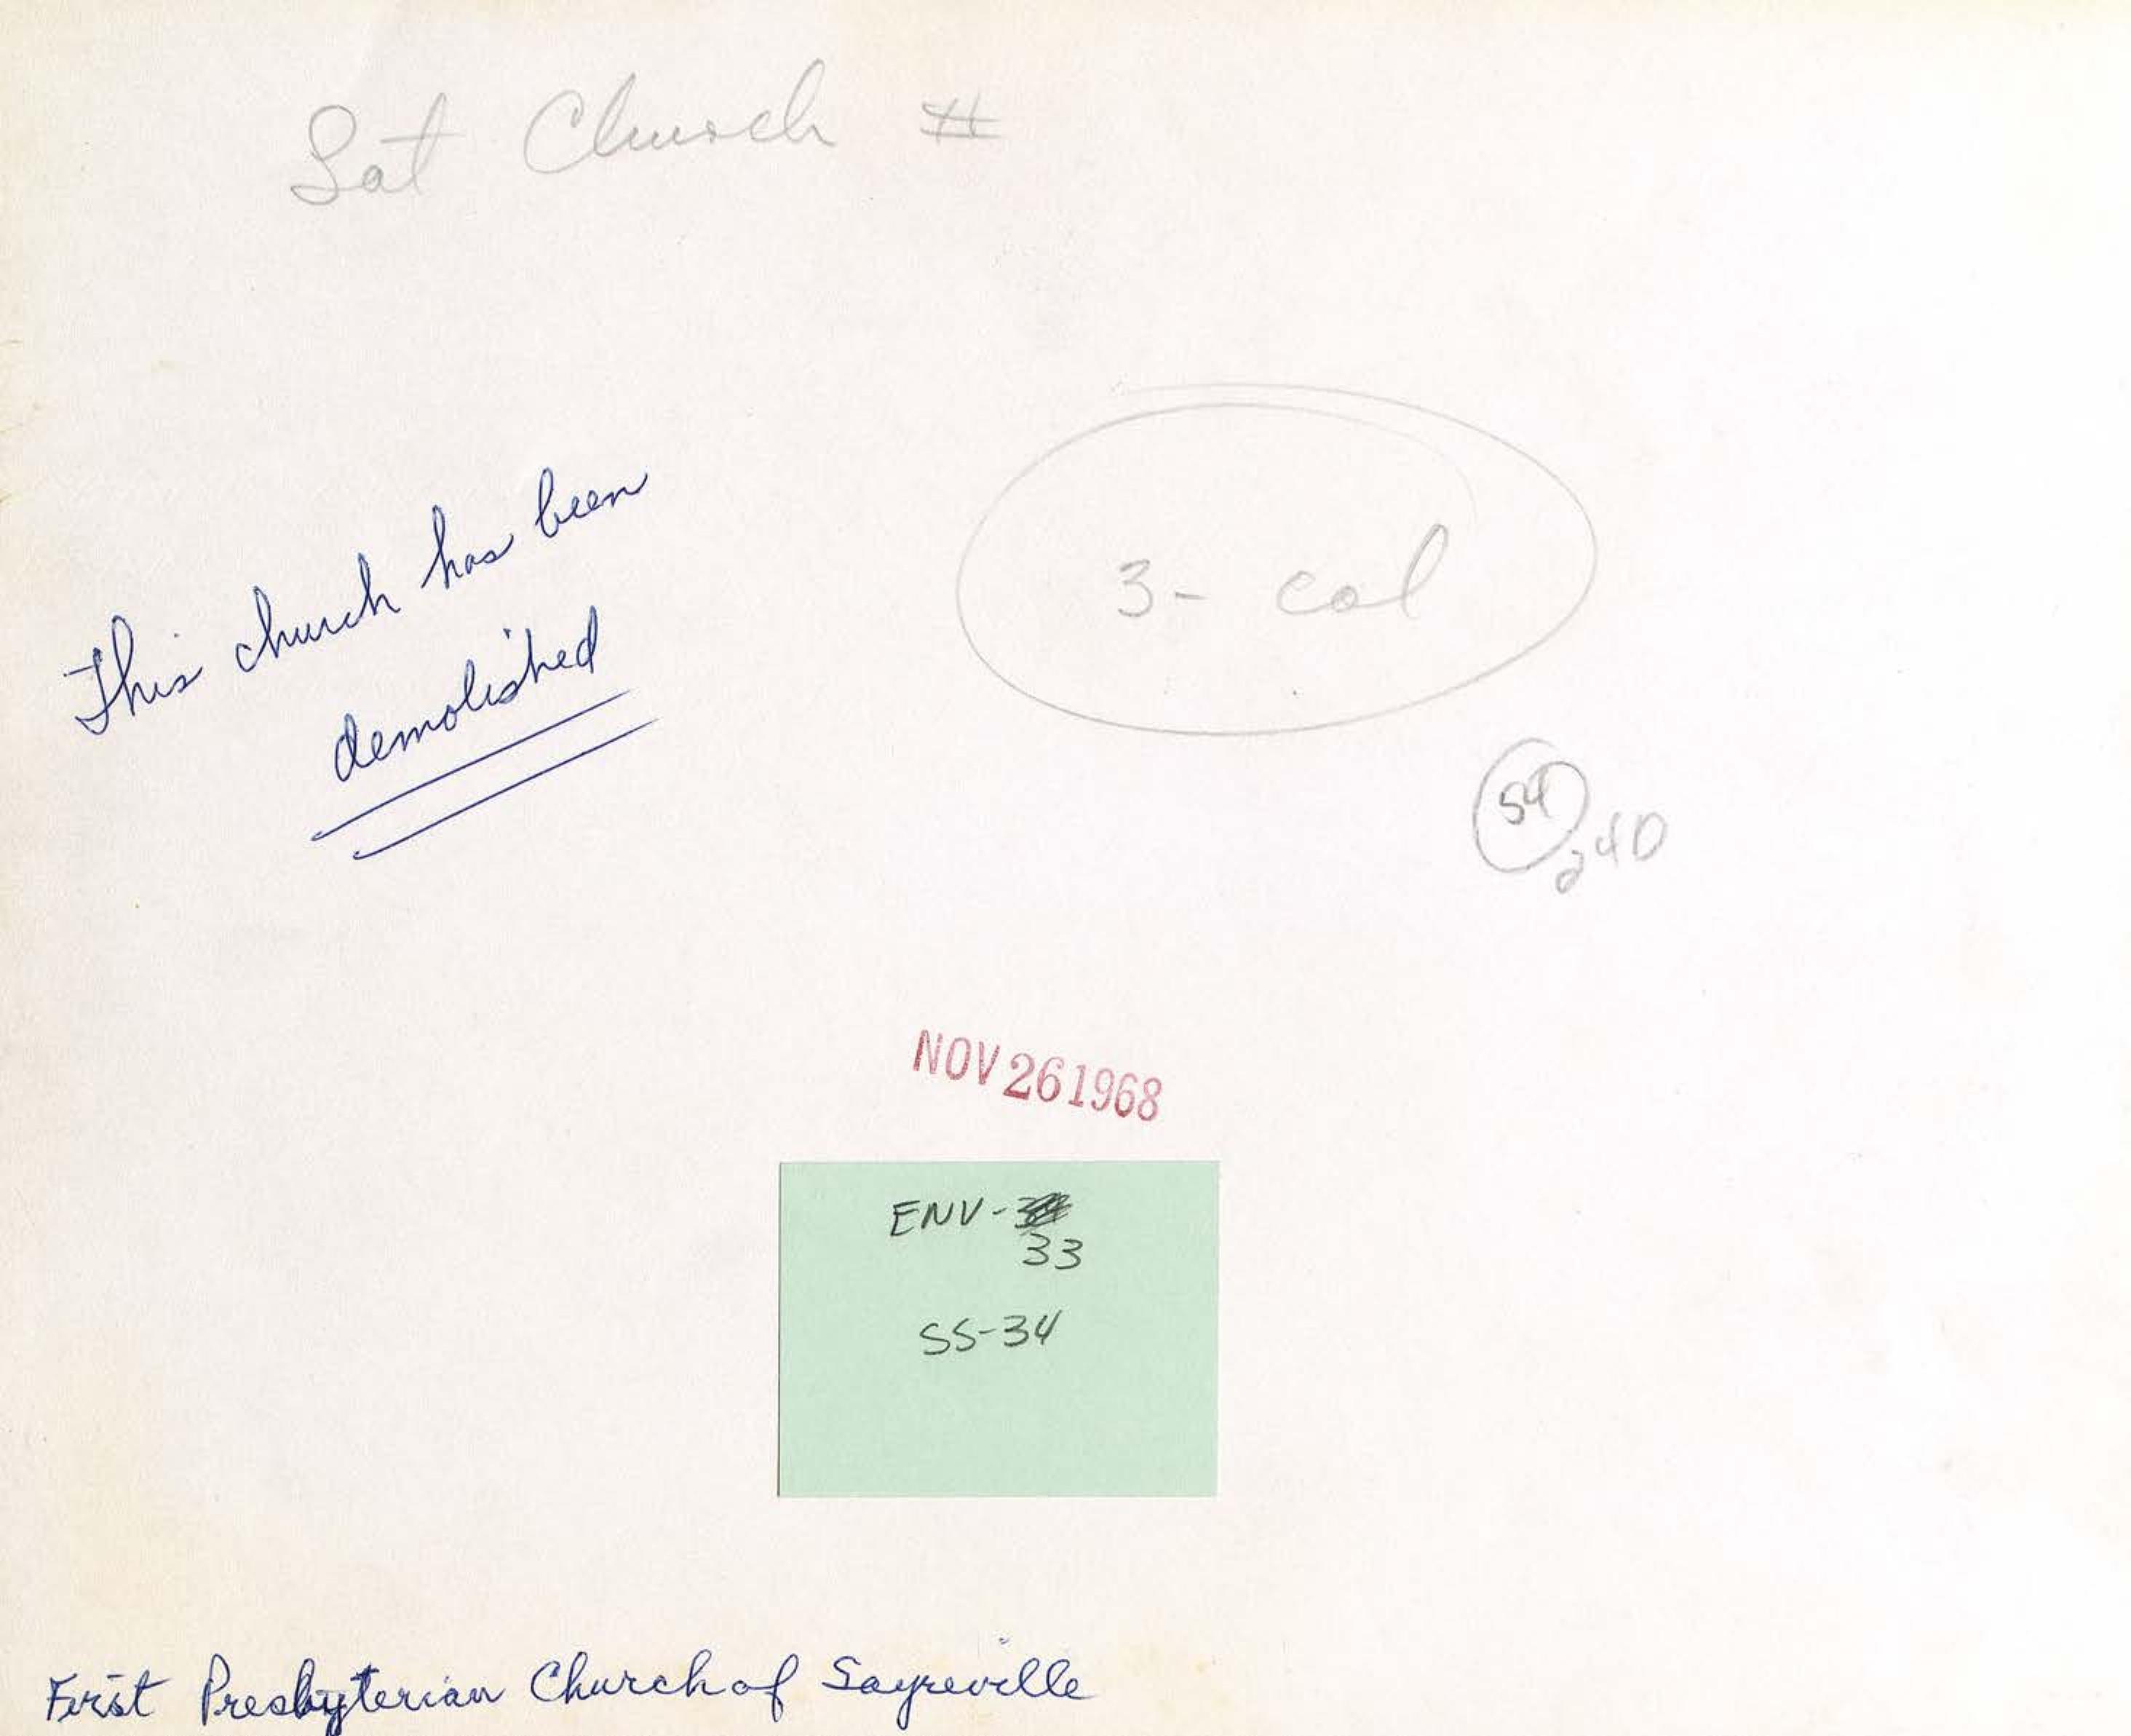 Sat Church #
This church has been
demolished
3- col
54
240
NOV 26 1968
ENV-
33
SS-34
First Presbyterian Church of Sayreville